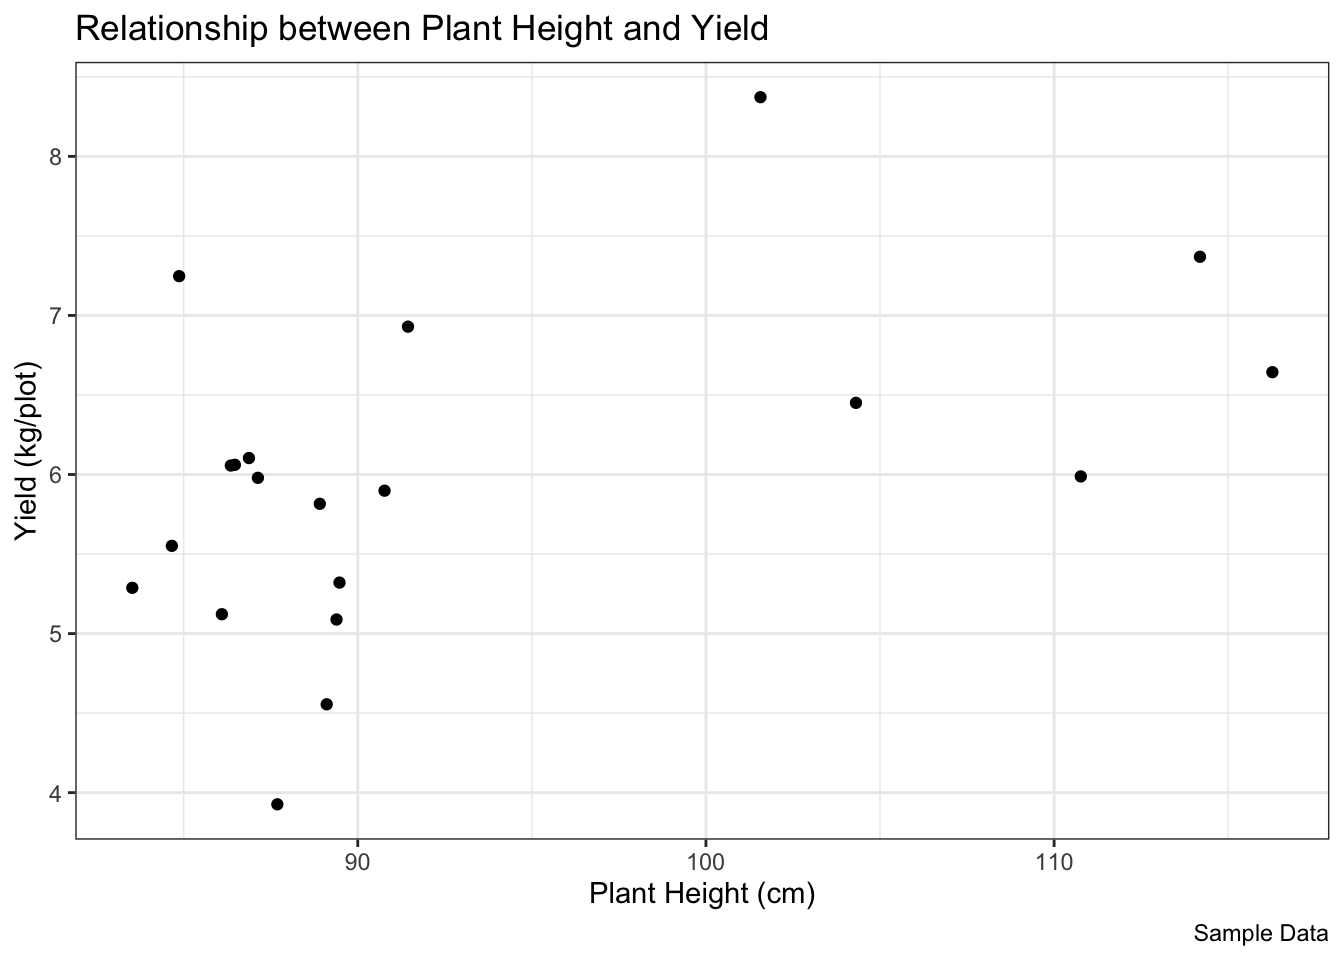 Relationship between Plant Height and Yield
8
7
6
5
4
Yield (kg/plot)
90 100 110
Plant Height (cm)
Sample Data